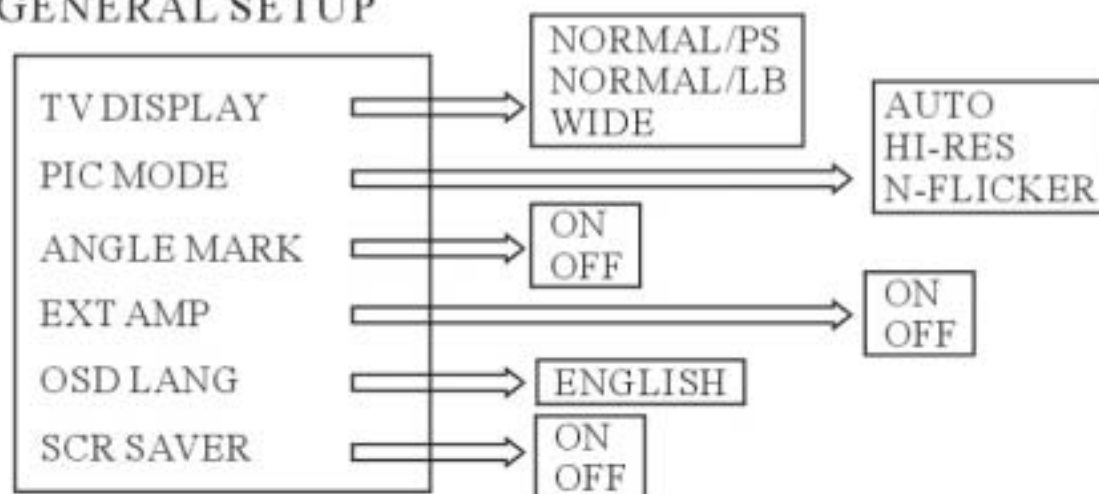 GENERAL SETUP
TV DISPLAY
NORMAL/PS
NORMAL/LB
WIDE
PIC MODE
AUTO
HI-RES
N-FLICKER
ANGLE MARK
ON
OFF
EXT AMP
ON
OFF
OSD LANG
ENGLISH
SCR SAVER
ON
OFF